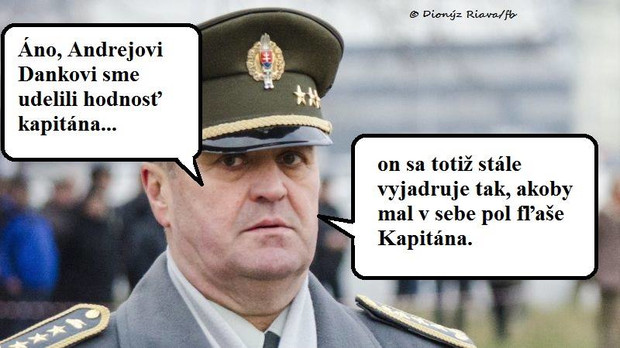 © Dionýz Riava/fb
Áno, Andrejovi
Dankovi sme
udelili hodnosť
kapitána...
on sa totiž stále
vyjadruje tak, akoby
mal v sebe pol fľaše
Kapitána.